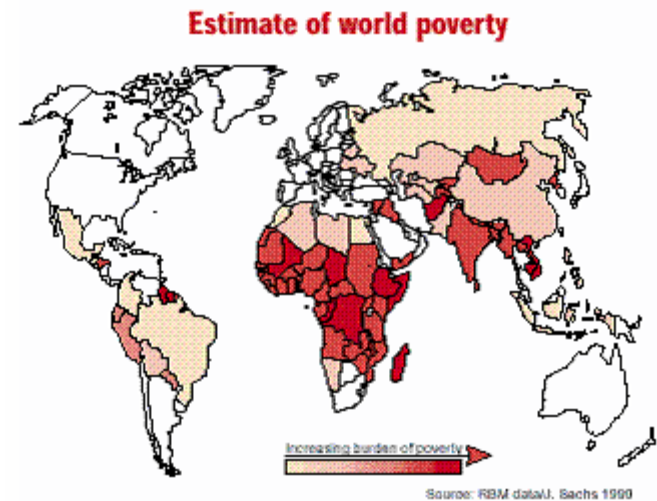 Estimate of world poverty
Increasing burden of poverty
Source: RBM data/J. Sachs 1999